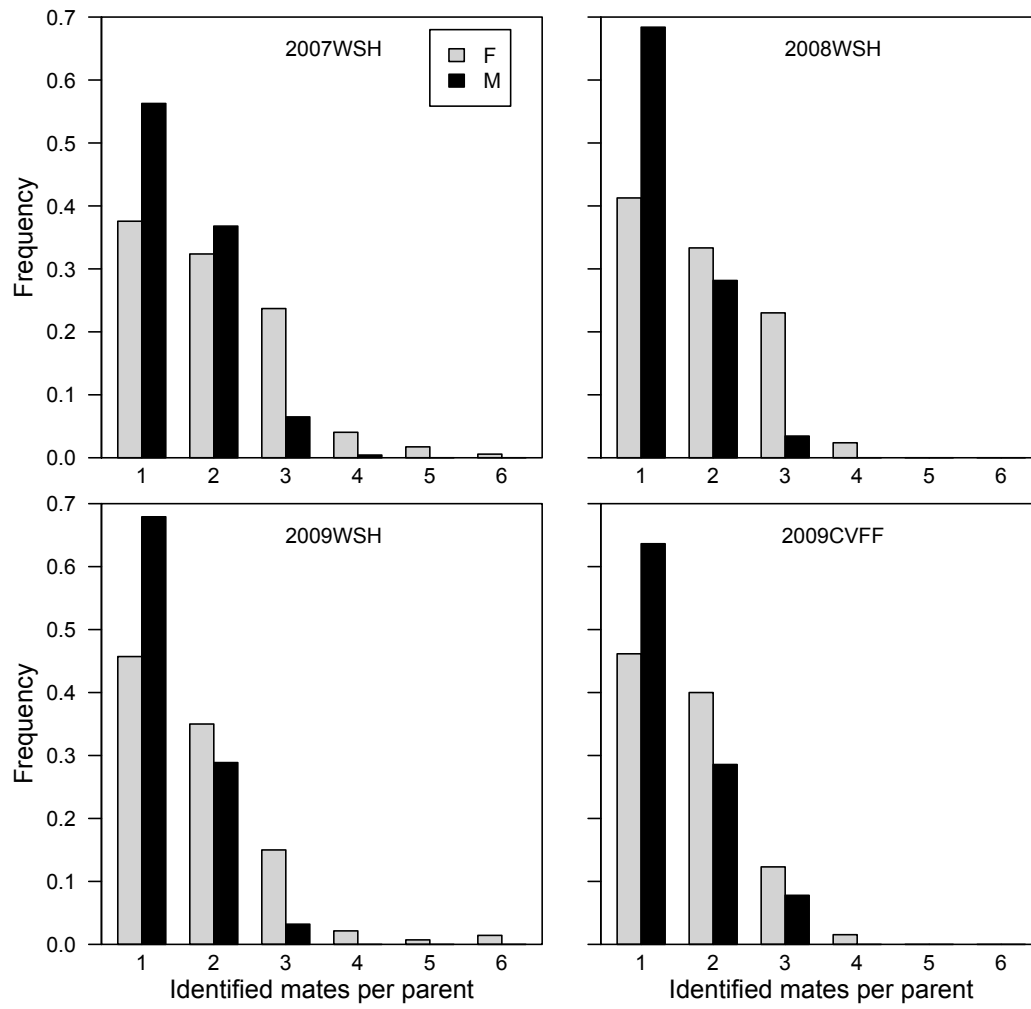 2007WSH
F
M
0.7
0.6
0.5
0.4
0.3
0.2
0.1
0.0
Frequency
1 2 3 4 5 6
2008WSH
1 2 3 4 5 6
2009WSH
0.7
0.6
0.5
0.4
0.3
0.2
0.1
0.0
Frequency
1 2 3 4 5 6
Identified mates per parent
2009CVFF
1 2 3 4 5 6
Identified mates per parent